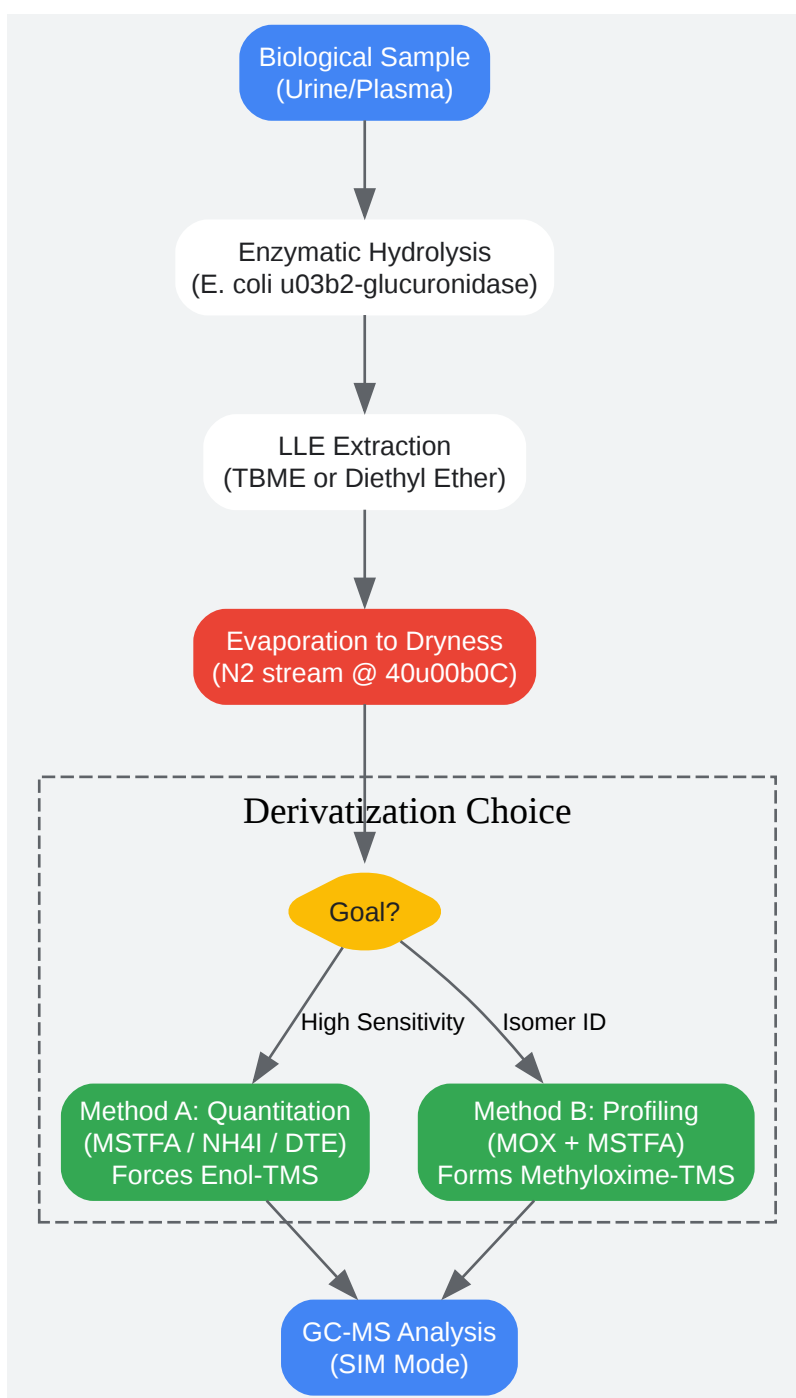 Biological Sample
(Urine/Plasma)
Enzymatic Hydrolysis
(E. coli u03b2-glucuronidase)
LLE Extraction
(TBME or Diethyl Ether)
Evaporation to Dryness
(N2 stream @ 40u00b0C)
Derivatization Choice
Goal?
High Sensitivity
Isomer ID
Method A: Quantitation
(MSTFA / NH4I / DTE)
Forces Enol-TMS
Method B: Profiling
(MOX + MSTFA)
Forms Methyloxime-TMS
GC-MS Analysis
(SIM Mode)